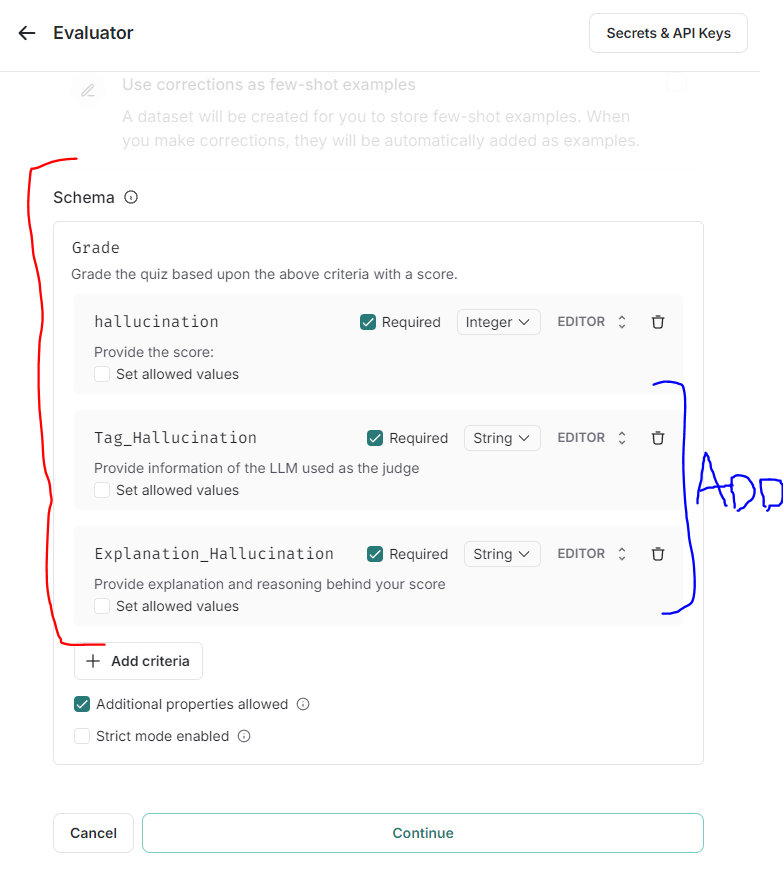 Evaluator
Secrets & API Keys
Use corrections as few-shot examples
A dataset will be created for you to store few-shot examples. When
you make corrections, they will be automatically added as examples.
Schema
Grade
Grade the quiz based upon the above criteria with a score.
hallucination Required Integer EDITOR
Provide the score:
Set allowed values
Tag_Hallucination Required String EDITOR
Provide information of the LLM used as the judge
Set allowed values
ADD
Explanation_Hallucination Required String EDITOR
Provide explanation and reasoning behind your score
Set allowed values
Add criteria
Additional properties allowed
Strict mode enabled
Cancel
Continue